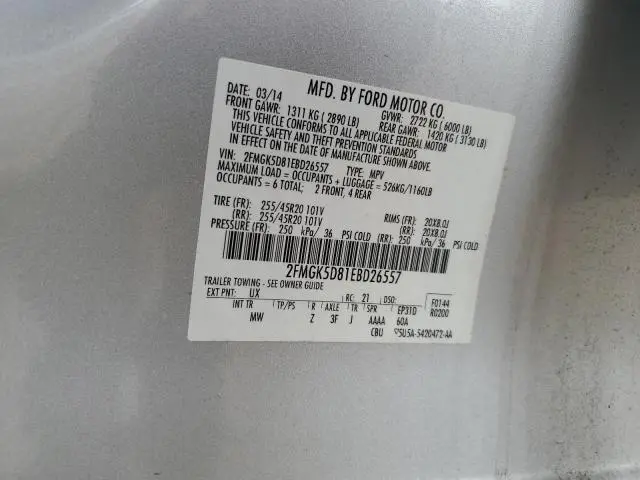 MFD. BY FORD MOTOR CO.
DATE: 03/14 GVWR: 2722 KG (6000 LB)
FRONT GAWR: 1311 KG (2890 LB) REAR GAWR: 1420 KG (3130 LB)
THIS VEHICLE CONFORMS TO ALL APPLICABLE FEDERAL MOTOR
VEHICLE SAFETY AND THEFT PREVENTION STANDARDS
IN EFFECT ON THE DATE OF MANUFACTURE SHOWN ABOVE.
VIN: 2FMGK5D81EBD26557 TYPE: MPV
MAXIMUM LOAD = OCCUPANTS + LUGGAGE = 526KG/1160LB
OCCUPANTS = 6 TOTAL; 2 FRONT, 4 REAR
TIRE (FR): 255/45R20 101V RIMS (FR): 20X8.0J
(RR): 255/45R20 101V (RR): 20X8.0J
PRESSURE (FR): 250 kPa/ 36 PSI COLD (RR): 250 kPa/ 36 PSI COLD
2FMGK5D81EBD26557
TRAILER TOWING - SEE OWNER GUIDE
EXT PNT: UX RC: 21 DSO: F0144
INT TR TP/PS R AXLE TR SPR EP31D R0200
MW Z 3F J AAAA 60A
CBU 5U5A-5420472-AA